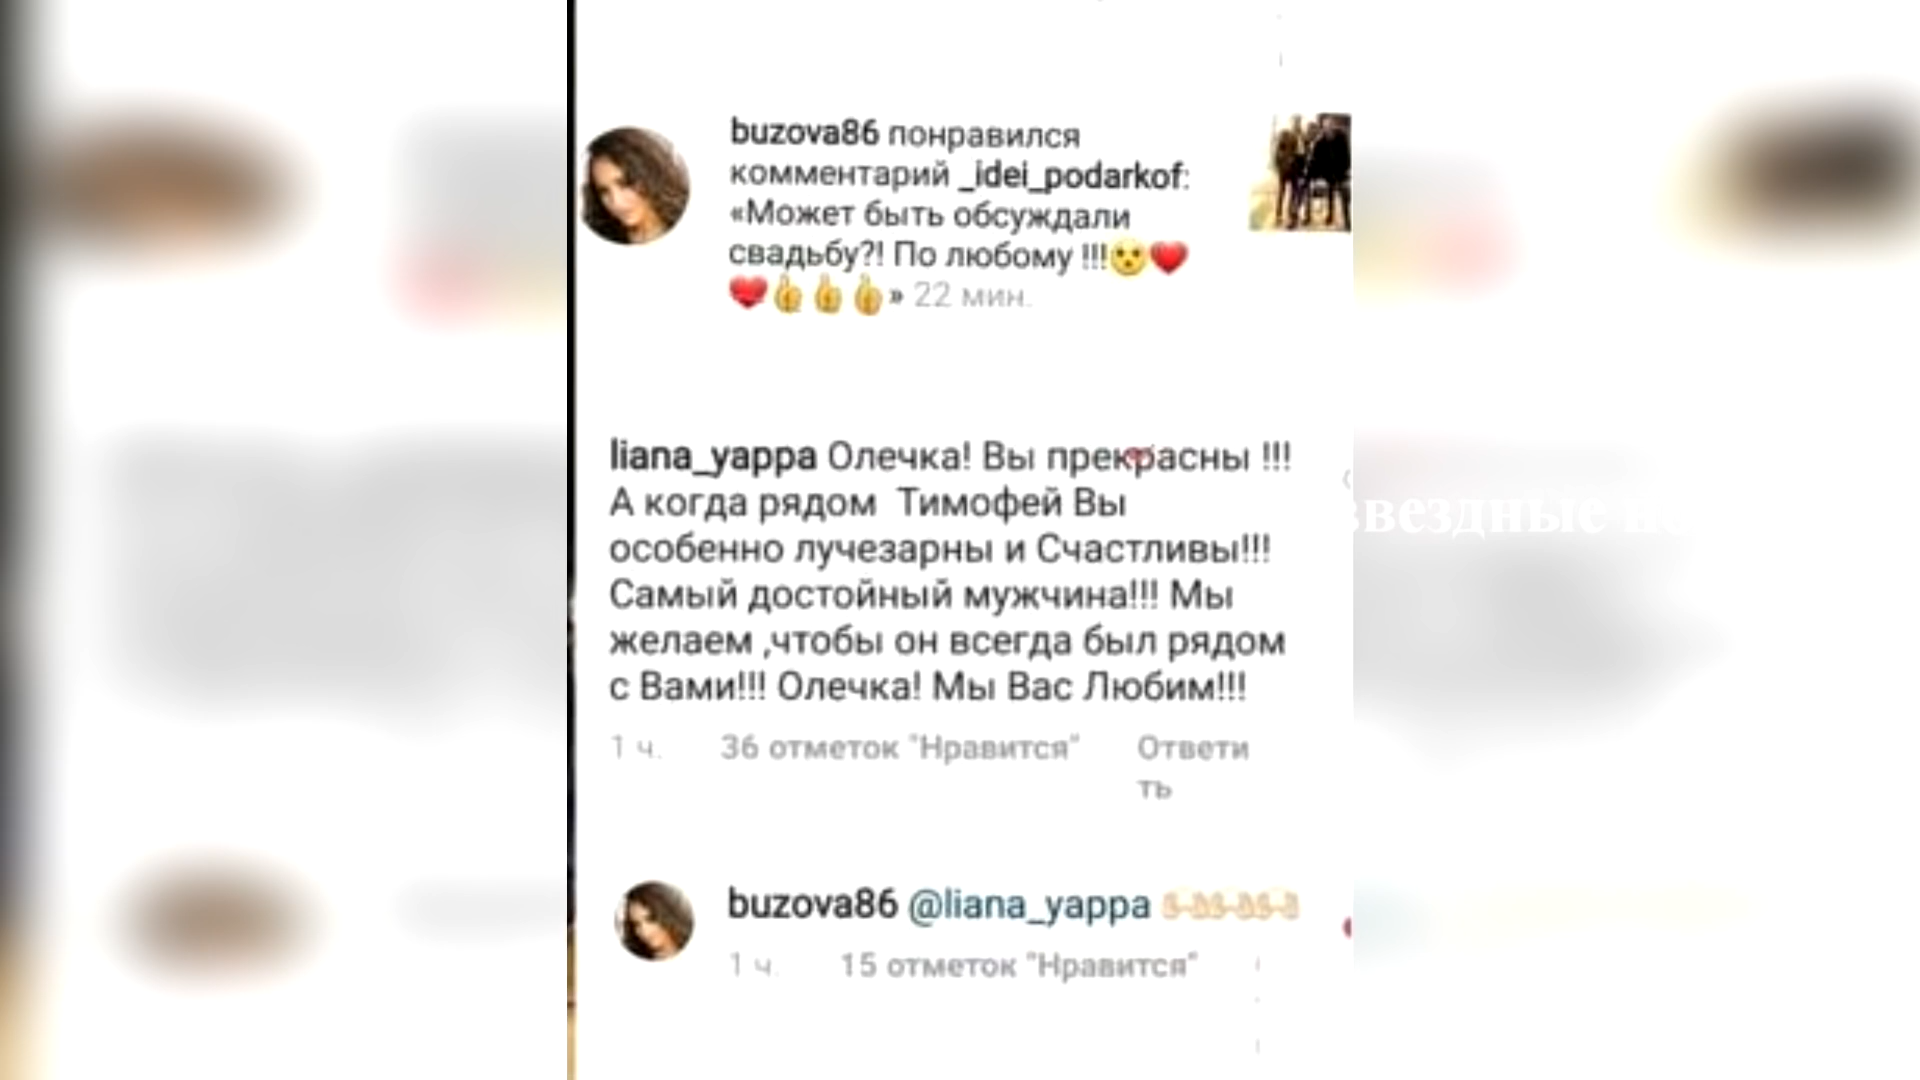 buzova86 понравился
комментарий _idei_podarkof:
«Может быть обсуждали
свадьбу?! По любому !!!😯❤
❤👍👍👍» 22 мин.
liana_yappa Олечка! Вы прекрасны !!!
А когда рядом Тимофей Вы
особенно лучезарны и Счастливы!!!
Самый достойный мужчина!!! Мы
желаем ,чтобы он всегда был рядом
с Вами!!! Олечка! Мы Вас Любим!!!
1 ч. 36 отметок "Нравится" Ответи
ть
buzova86 @liana_yappa
1 ч. 15 отметок "Нравится"